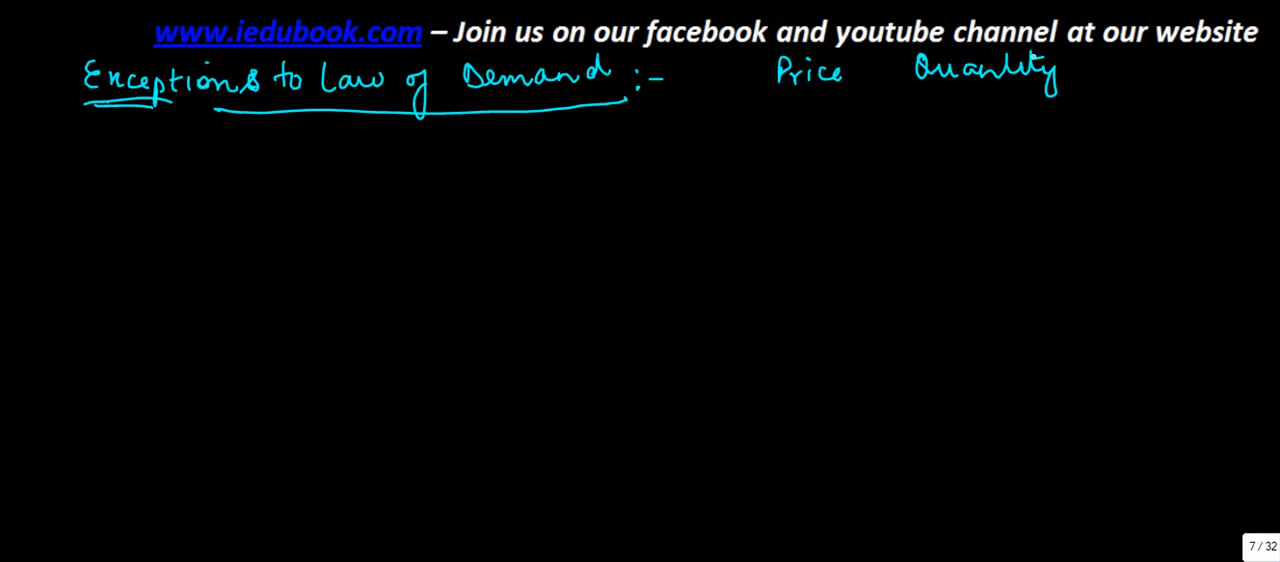 www.iedubook.com – Join us on our facebook and youtube channel at our website
Exceptions to Law of Demand :- Price Quantity
7 / 32